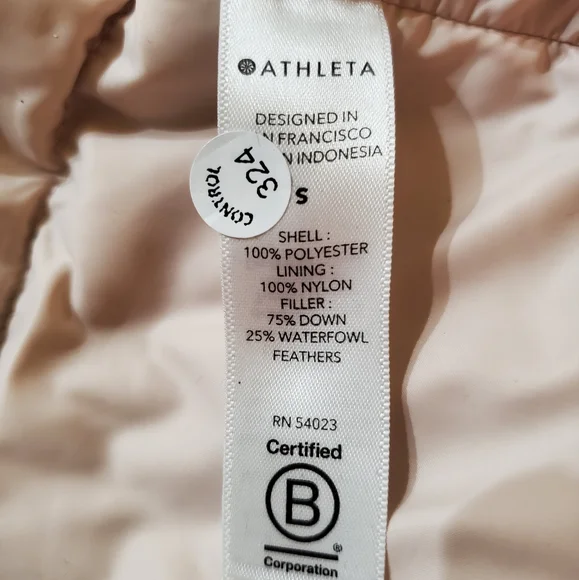 ATHLETA
DESIGNED IN
N FRANCISCO
N INDONESIA
CONTROL
324
S
SHELL :
100% POLYESTER
LINING :
100% NYLON
FILLER :
75% DOWN
25% WATERFOWL
FEATHERS
RN 54023
Certified
B
®
Corporation